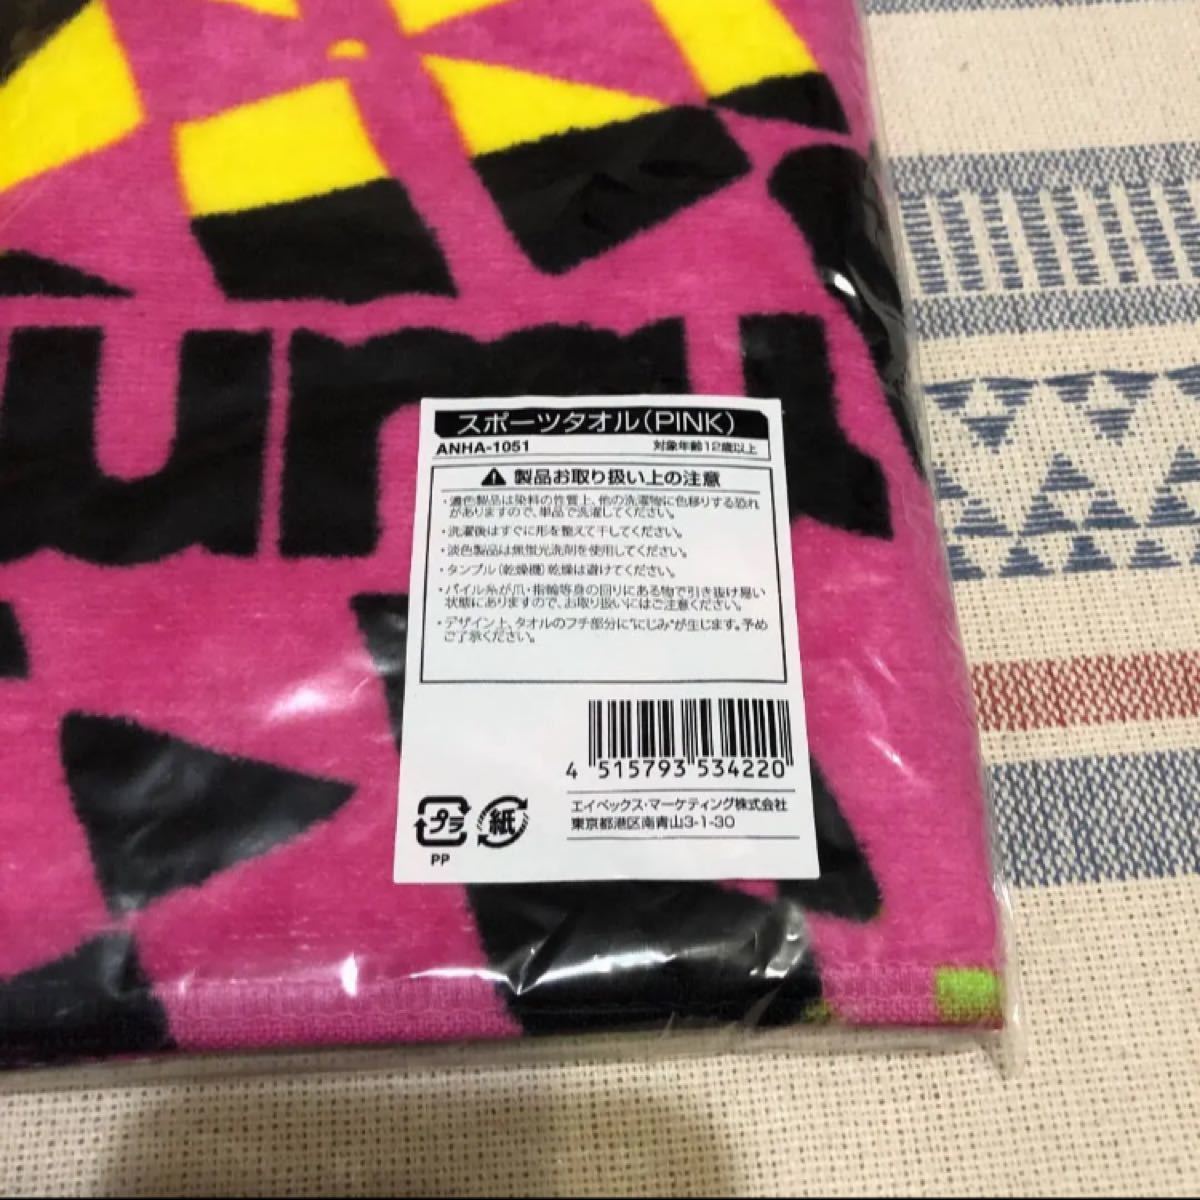 uru
スポーツタオル(PINK)
ANHA-1051 対象年齢12歳以上
製品お取り扱い上の注意
・濃色製品は染料の性質上、他の洗濯物に色移りする恐れ
がありますので、単品で洗濯してください。
・洗濯後はすぐに形を整えて干してください。
・淡色製品は無蛍光洗剤を使用してください。
・タンブル(乾燥機)乾燥は避けてください。
・パイル糸が爪・指輪等身の回りにある物で引き抜け易い
状態にありますので、お取り扱いにはご注意ください。
・デザイン上、タオルのフチ部分に"にじみ"が生じます。予め
ご了承ください。
4 515793 534220
プラ 紙
PP
エイベックス・マーケティング株式会社
東京都港区南青山3-1-30